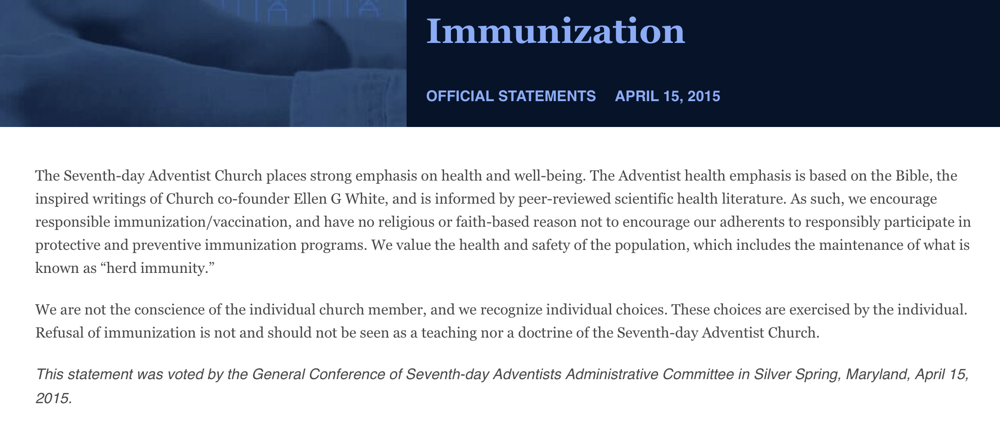 Immunization
OFFICIAL STATEMENTS APRIL 15, 2015
The Seventh-day Adventist Church places strong emphasis on health and well-being. The Adventist health emphasis is based on the Bible, the
inspired writings of Church co-founder Ellen G White, and is informed by peer-reviewed scientific health literature. As such, we encourage
responsible immunization/vaccination, and have no religious or faith-based reason not to encourage our adherents to responsibly participate in
protective and preventive immunization programs. We value the health and safety of the population, which includes the maintenance of what is
known as “herd immunity.”
We are not the conscience of the individual church member, and we recognize individual choices. These choices are exercised by the individual.
Refusal of immunization is not and should not be seen as a teaching nor a doctrine of the Seventh-day Adventist Church.
This statement was voted by the General Conference of Seventh-day Adventists Administrative Committee in Silver Spring, Maryland, April 15,
2015.